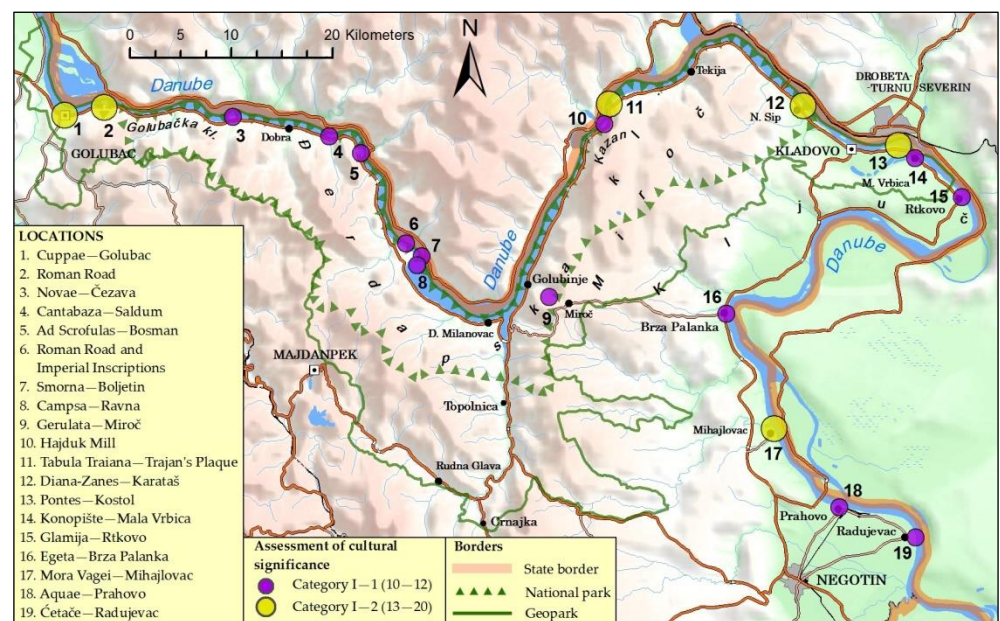 0 10 20 Kilometers
N
Danube
Tekija
DROBETA-
TURNU SEVERIN
1 2
Golubačka kl.
GOLUBAC
3
Dobra
4
5
Đerdap
10 11
Kazan
12
N. Sip
KLADOVO
13
14
M. Vrbica
15
Rtkovo
Ključ
6
7
8
Danube
Golubinje
Danube
9
Miroč
Mirok
D. Milanovac
16
Brza Palanka
MAJDANPEK
Topolnica
Mihajlovac
17
Rudna Glava
Crnajka
18
Prahovo
Radujevac
19
NEGOTIN
LOCATIONS
1. Cuppae—Golubac
2. Roman Road
3. Novae—Čezava
4. Cantabaza—Saldum
5. Ad Scrofulas—Bosman
6. Roman Road and
Imperial Inscriptions
7. Smorna—Boljetin
8. Campsa—Ravna
9. Gerulata—Miroč
10. Hajduk Mill
11. Tabula Traiana—Trajan's Plaque
12. Diana-Zanes—Karataš
13. Pontes—Kostol
14. Konopište—Mala Vrbica
15. Glamija—Rtkovo
16. Egeta—Brza Palanka
17. Mora Vagei—Mihajlovac
18. Aquae—Prahovo
19. Ćetaće—Radujevac
Assessment of cultural
significance
Category I—1 (10—12)
Category I—2 (13—20)
Borders
State border
National park
Geopark